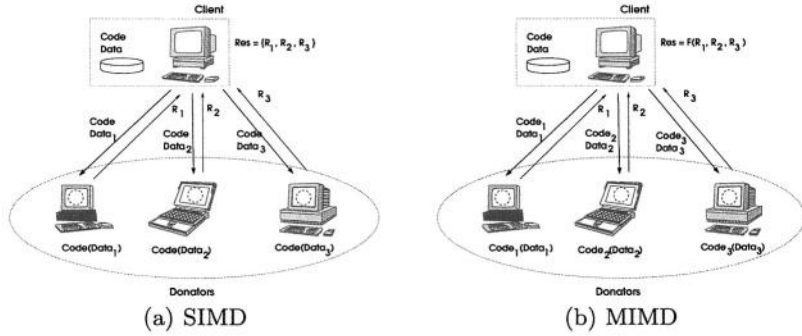 Client
Code
Data
Res = {R1, R2, R3 }
R1
R2
R3
Code
Data1
Code
Data2
Code
Data3
Code(Data1)
Code(Data2)
Code(Data3)
Donators
(a) SIMD
Client
Code
Data
Res = F(R1, R2, R3 )
R1
R2
R3
Code1
Data1
Code2
Data2
Code3
Data3
Code1(Data1)
Code2(Data2)
Code3(Data3)
Donators
(b) MIMD